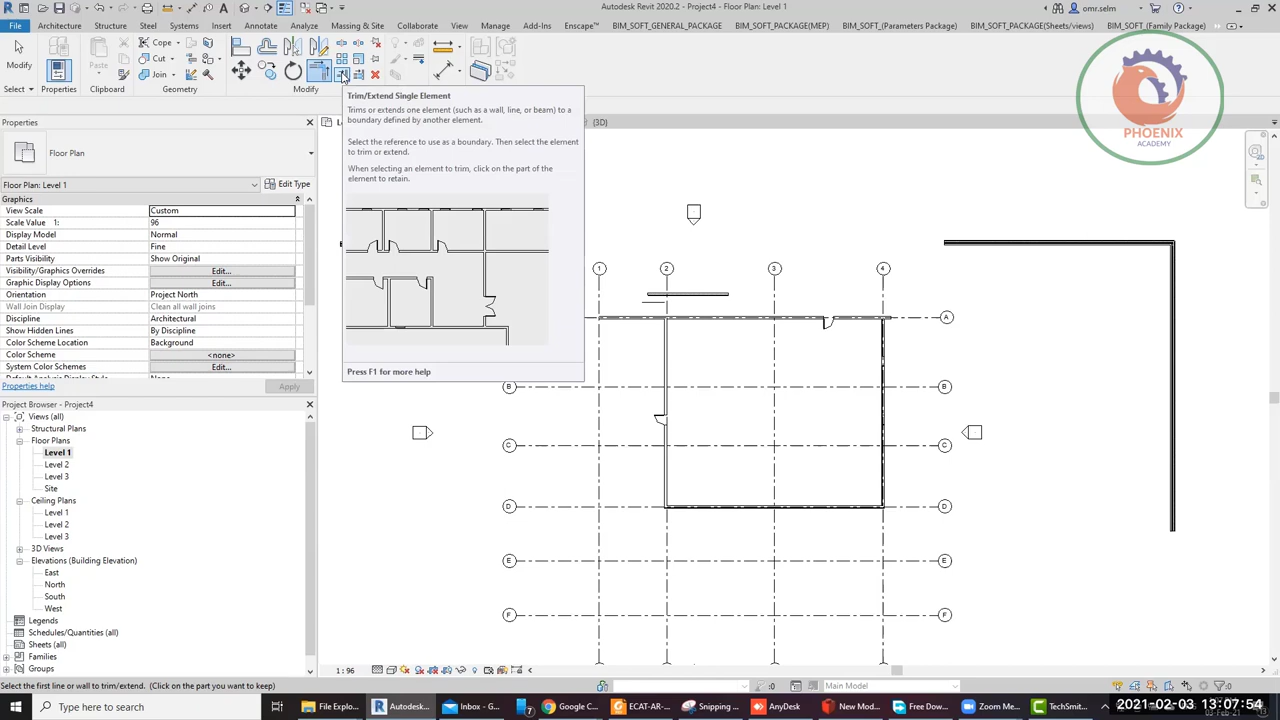 Autodesk Revit 2020.2 - Project4 - Floor Plan: Level 1
omr.selm
File Architecture Structure Steel Systems Insert Annotate Analyze Massing & Site Collaborate View Manage Add-Ins Enscape™ BIM_SOFT_GENERAL_PACKAGE BIM_SOFT_PACKAGE(MEP) BIM_SOFT_(Parameters Package) BIM_SOFT_PACKAGE(Sheets/views) BIM_SOFT_(Family Package)
Cope
Cut
Join
Modify
Paste
Select Properties Clipboard Geometry Modify
PHOENIX
ACADEMY
Trim/Extend Single Element
Trims or extends one element (such as a wall, line, or beam) to a
boundary defined by another element.
Select the reference to use as a boundary. Then select the element
to trim or extend.
When selecting an element to trim, click on the part of the
element to retain.
Press F1 for more help
(3D)
Properties
Floor Plan
Floor Plan: Level 1
Edit Type
Graphics
View Scale Custom
Scale Value 1: 96
Display Model Normal
Detail Level Fine
Parts Visibility Show Original
Visibility/Graphics Overrides Edit...
Graphic Display Options Edit...
Orientation Project North
Wall Join Display Clean all wall joins
Discipline Architectural
Show Hidden Lines By Discipline
Color Scheme Location Background
Color Scheme <none>
System Color Schemes Edit...
Properties help
Apply
Project Browser - Project4
Views (all)
Structural Plans
Floor Plans
Level 1
Level 2
Level 3
Site
Ceiling Plans
Level 1
Level 2
Level 3
3D Views
Elevations (Building Elevation)
East
North
South
West
Legends
Schedules/Quantities (all)
Sheets (all)
Families
Groups
1 2 3 4
A
B B
C C
D D
E E
F F
1 : 96
Select the first line or wall to trim/extend. (Click on the part you want to keep)
:0
Main Model
:0
Type here to search
File Explo...
Autodesk...
Inbox - G...
Google C...
ECAT-AR-...
Snipping ...
AnyDesk
New Mod...
Free Dow...
Zoom Me...
TechSmit...
2021-02-03 13:07:54